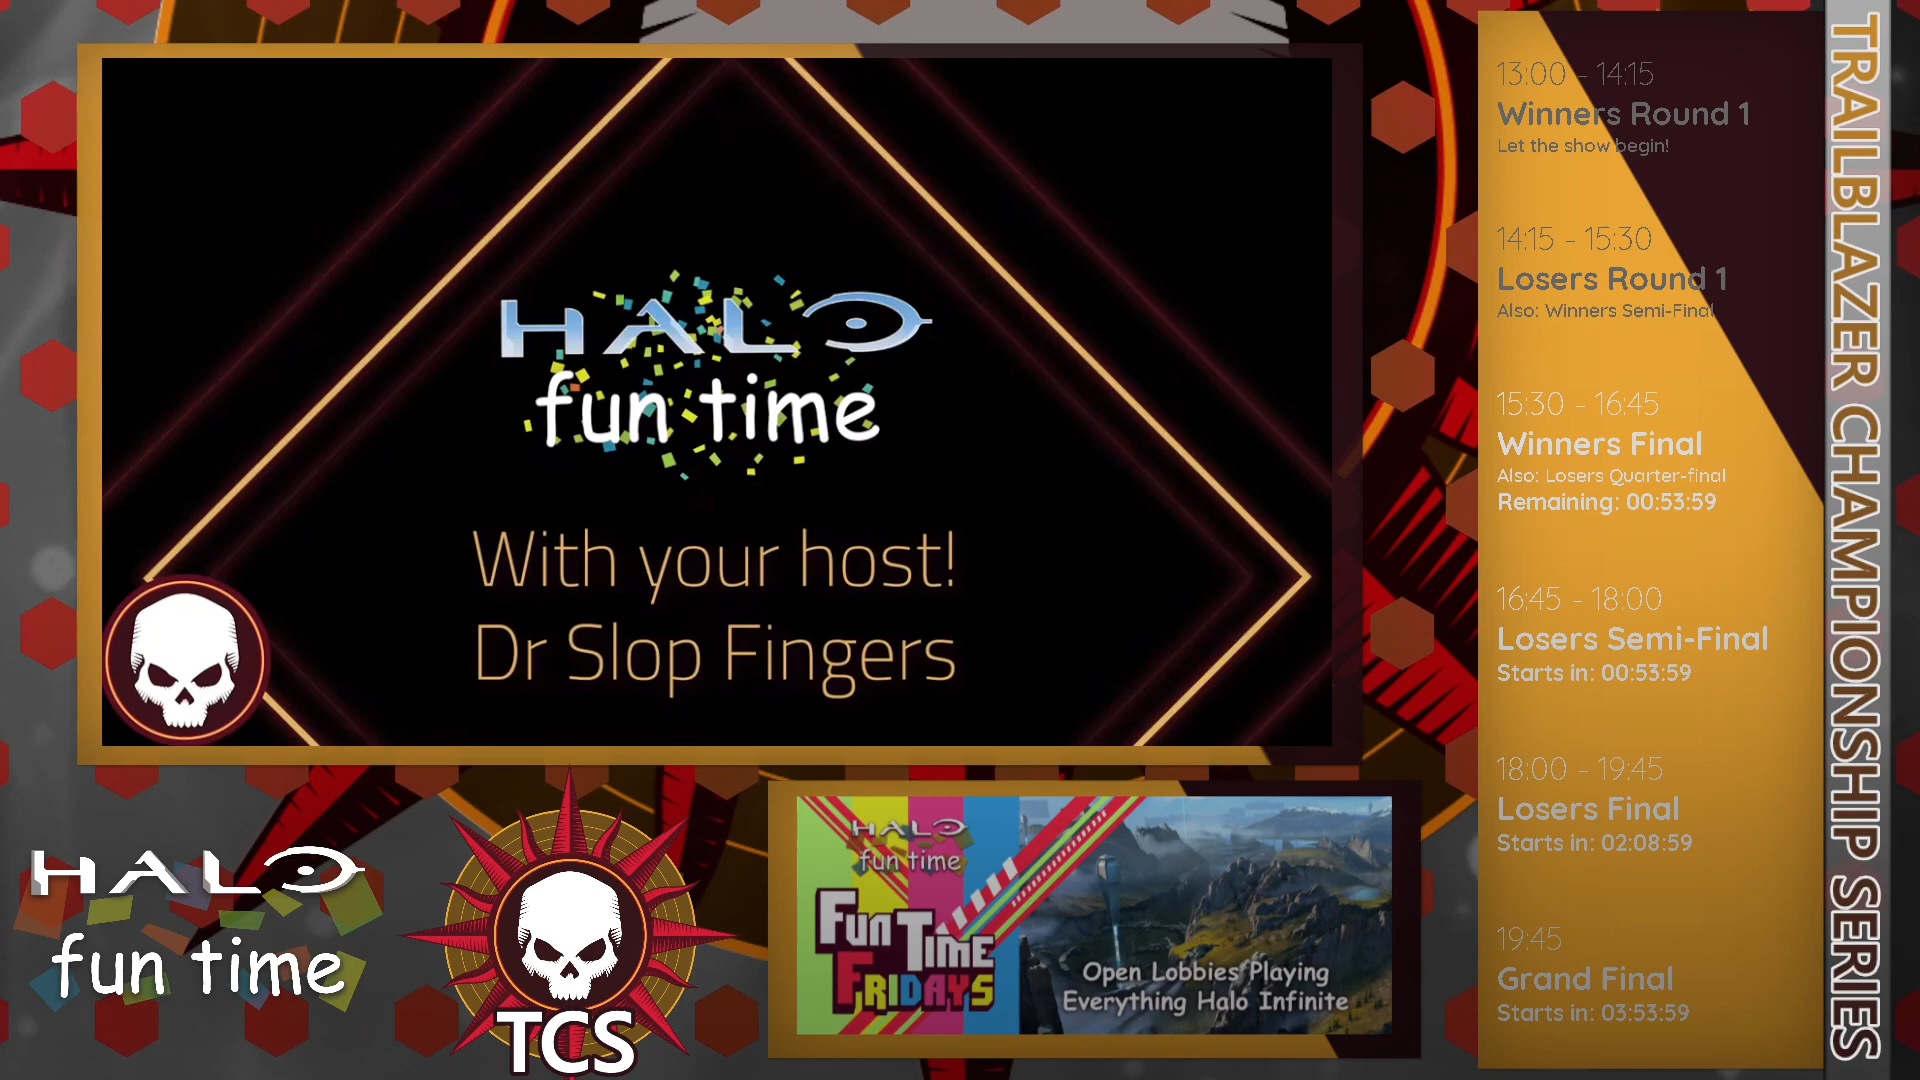 HALO
fun time
With your host!
Dr Slop Fingers
HALO
fun time
TCS
HALO
fun time
FUN TIME
FRIDAYS
Open Lobbies Playing
Everything Halo Infinite
13:00 - 14:15
Winners Round 1
Let the show begin!
14:15 - 15:30
Losers Round 1
Also: Winners Semi-Final
15:30 - 16:45
Winners Final
Also: Losers Quarter-final
Remaining: 00:53:59
16:45 - 18:00
Losers Semi-Final
Starts in: 00:53:59
18:00 - 19:45
Losers Final
Starts in: 02:08:59
19:45
Grand Final
Starts in: 03:53:59
TRAILBLAZER CHAMPIONSHIP SERIES